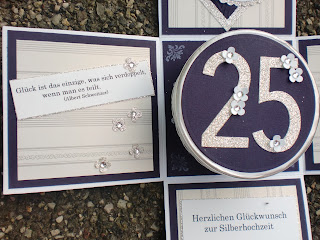 Glück ist das einzige, was sich verdoppelt,
wenn man es teilt.
(Albert Schweitzer)
25
Herzlichen Glückwunsch
zur Silberhochzeit